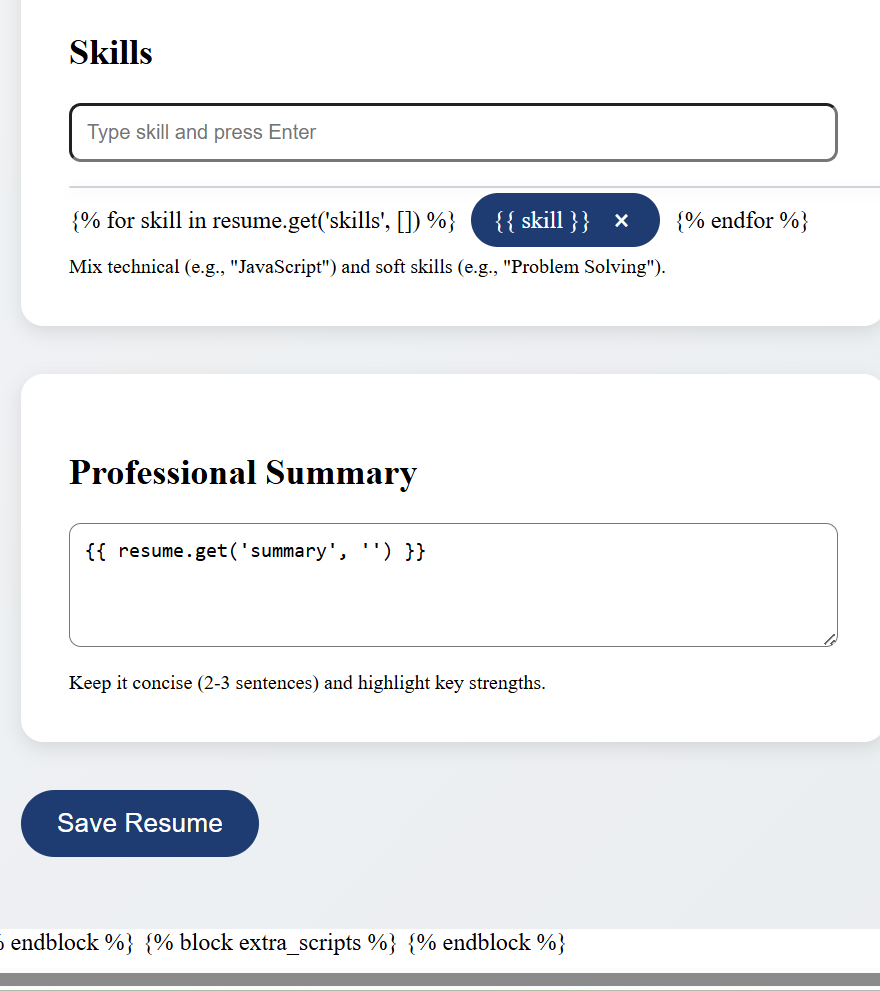 Skills
Type skill and press Enter
{% for skill in resume.get('skills', []) %} {{ skill }} × {% endfor %}
Mix technical (e.g., "JavaScript") and soft skills (e.g., "Problem Solving").
Professional Summary
{{ resume.get('summary', '') }}
Keep it concise (2-3 sentences) and highlight key strengths.
Save Resume
% endblock %} {% block extra_scripts %} {% endblock %}